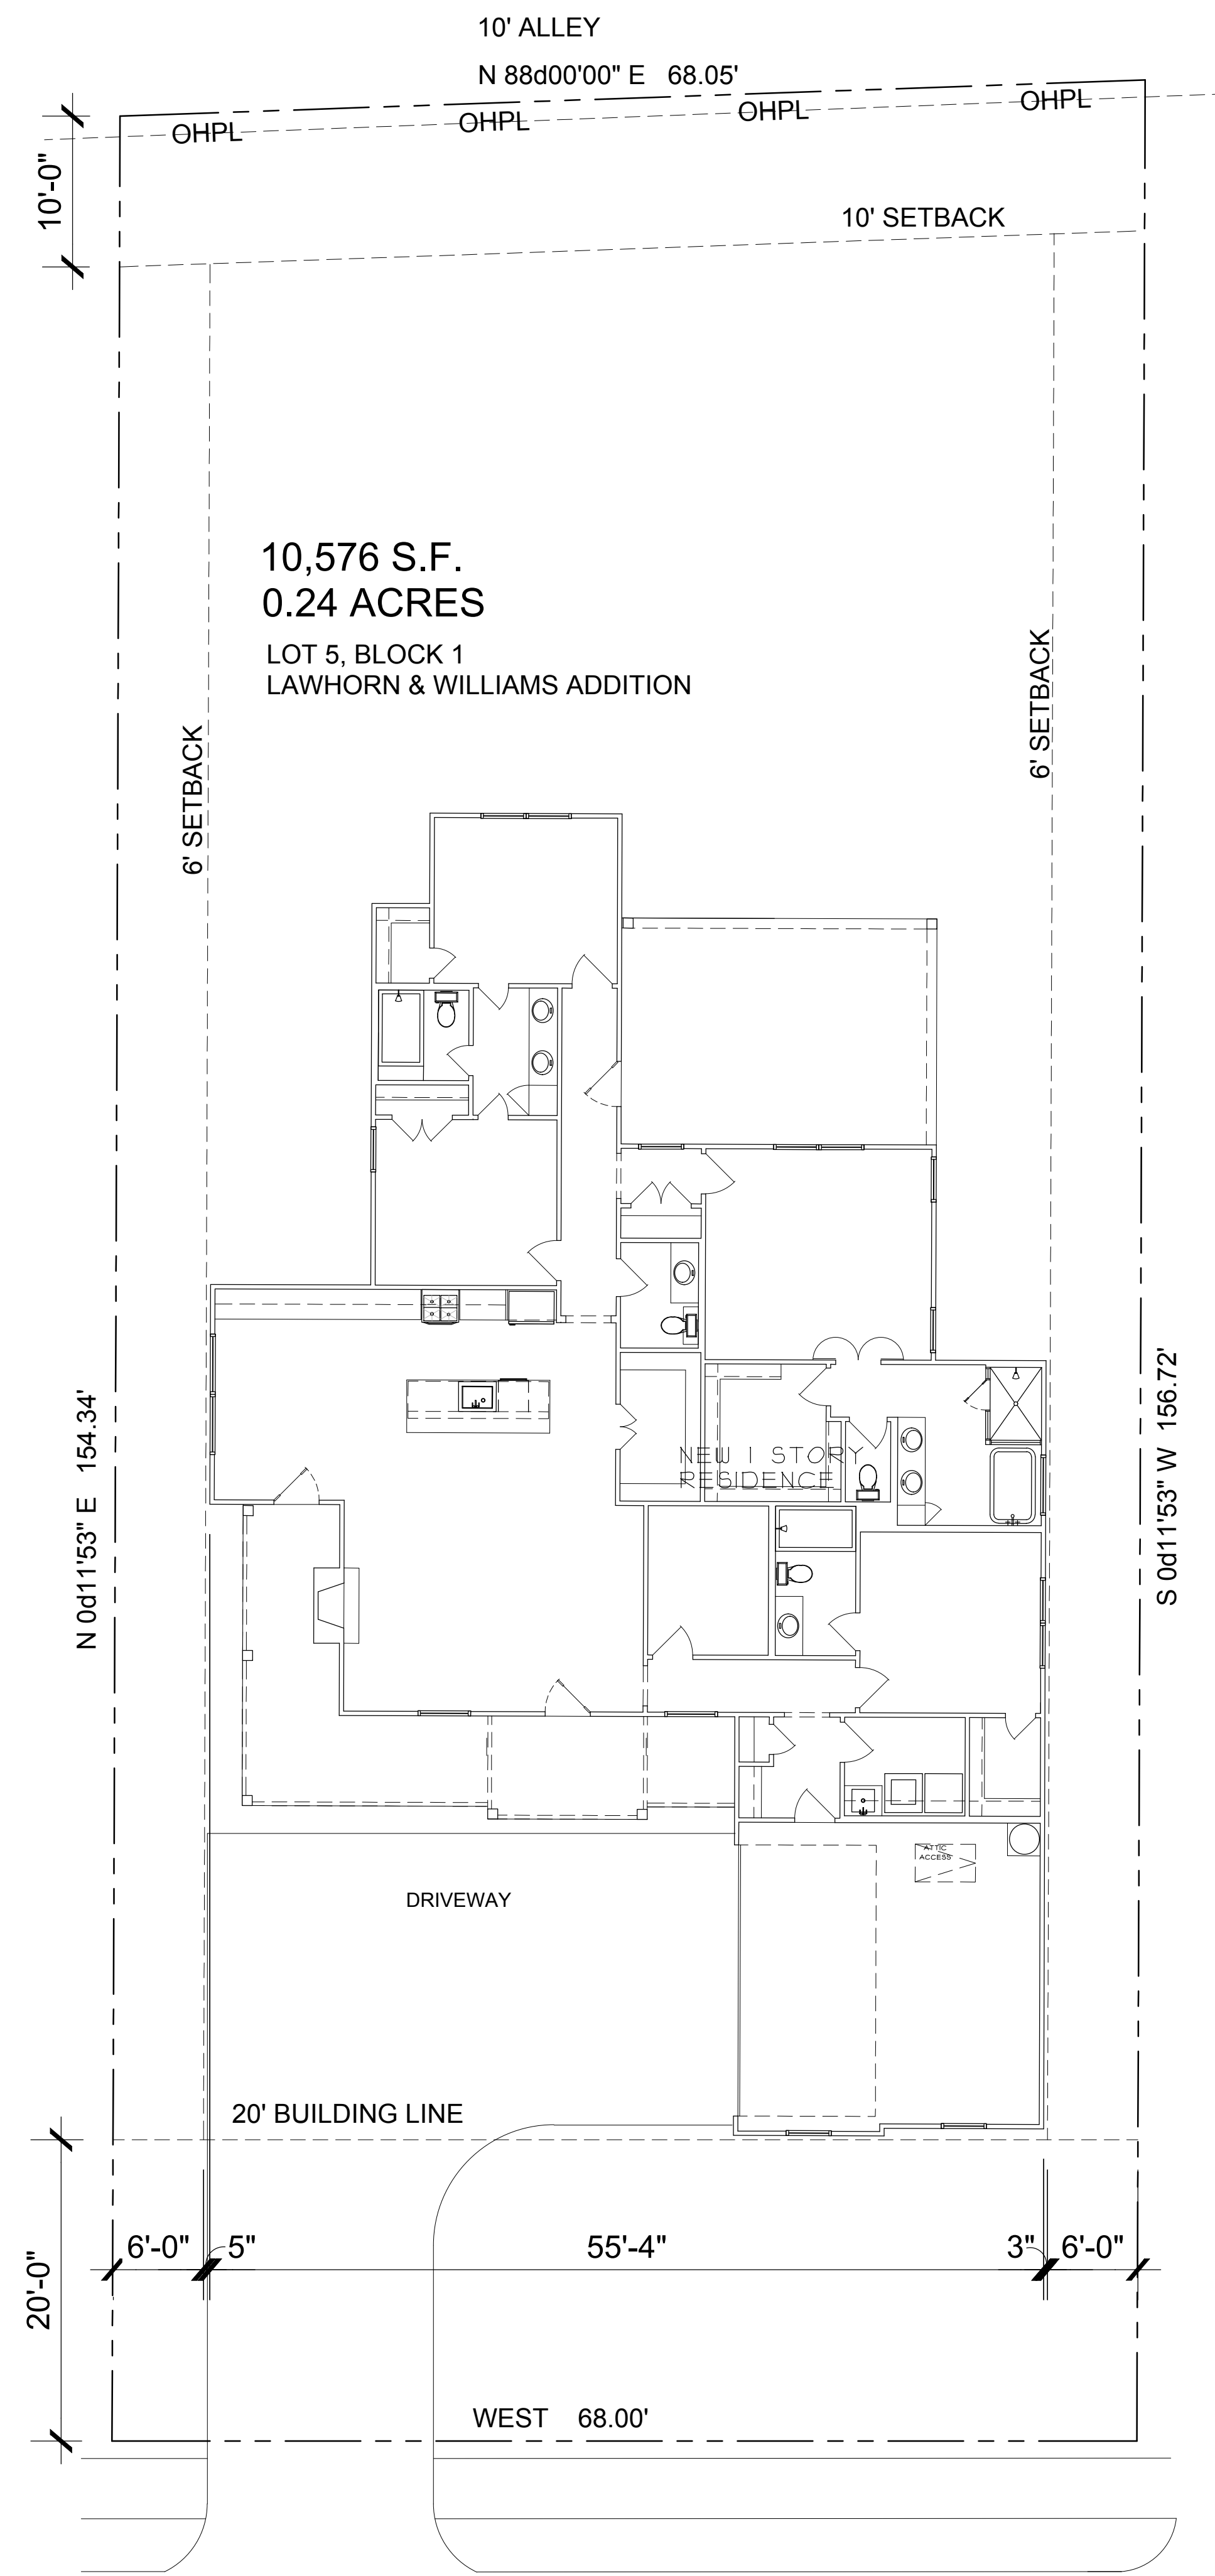 10' ALLEY
N 88d00'00" E 68.05'
OHPL OHPL OHPL OHPL
10'-0"
10' SETBACK
10,576 S.F.
0.24 ACRES
LOT 5, BLOCK 1
LAWHORN & WILLIAMS ADDITION
6' SETBACK
6' SETBACK
N 0d11'53" E 154.34'
S 0d11'53" W 156.72'
NEW 1 STORY
RESIDENCE
ATTIC
ACCESS
DRIVEWAY
20' BUILDING LINE
6'-0" 5" 55'-4" 3" 6'-0"
20'-0"
WEST 68.00'